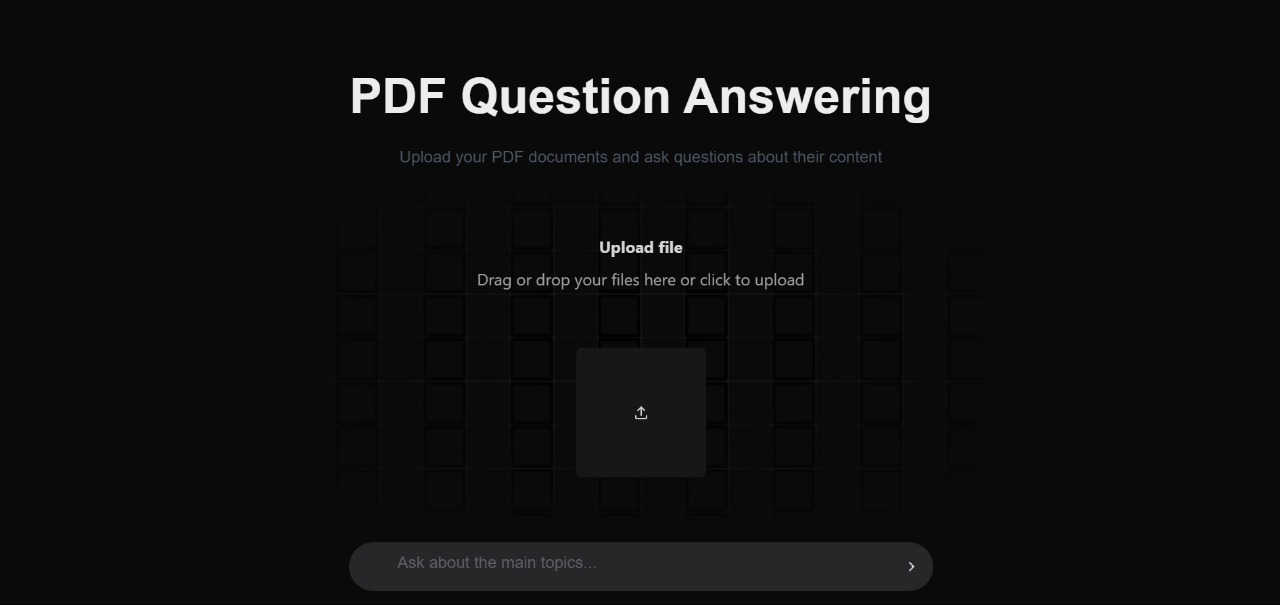 PDF Question Answering
Upload your PDF documents and ask questions about their content
Upload file
Drag or drop your files here or click to upload
Ask about the main topics...